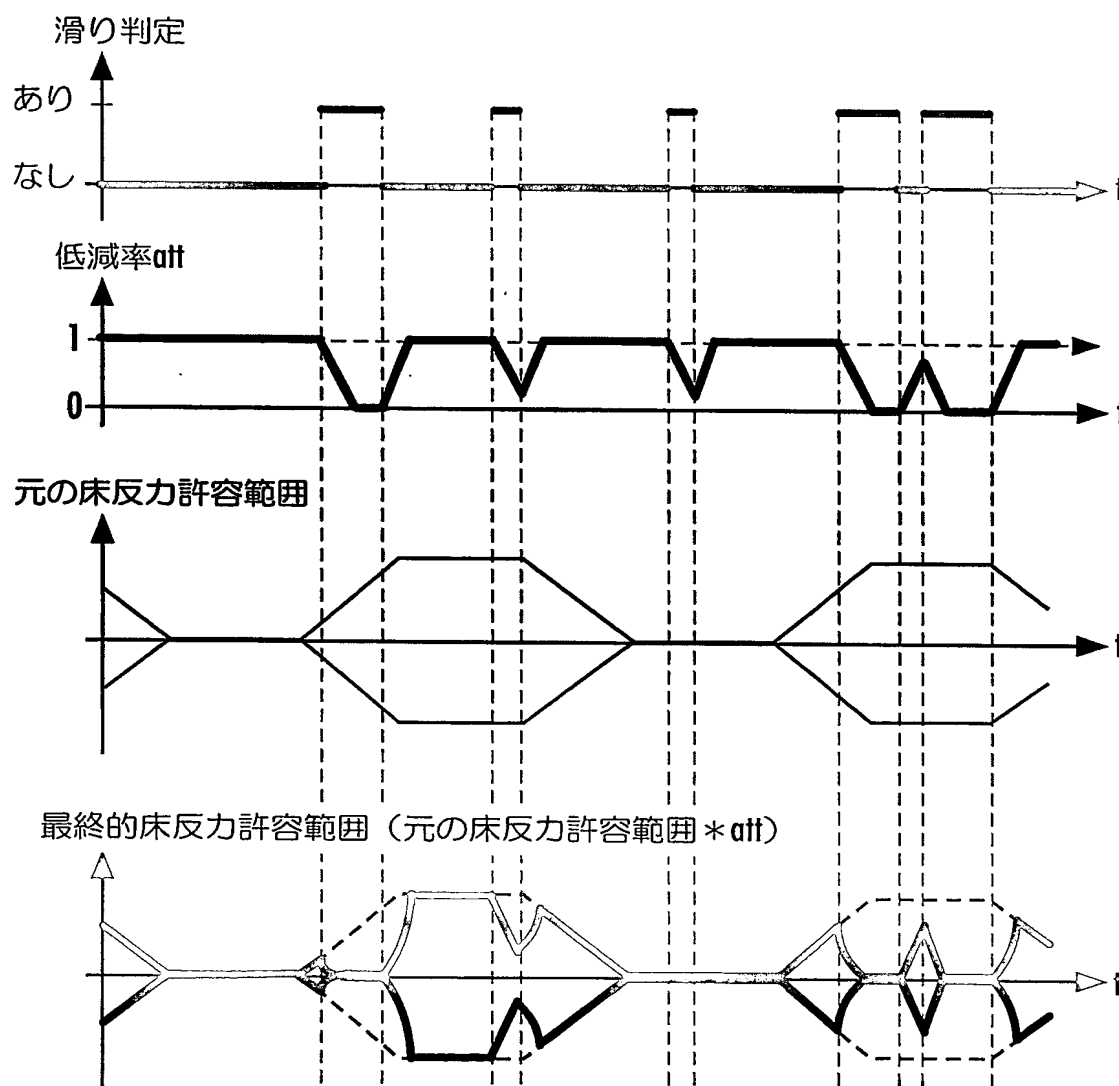 滑り判定
あり
なし
t
低減率att
1
0
元の床反力許容範囲
t
最終的床反力許容範囲（元の床反力許容範囲＊att）
t